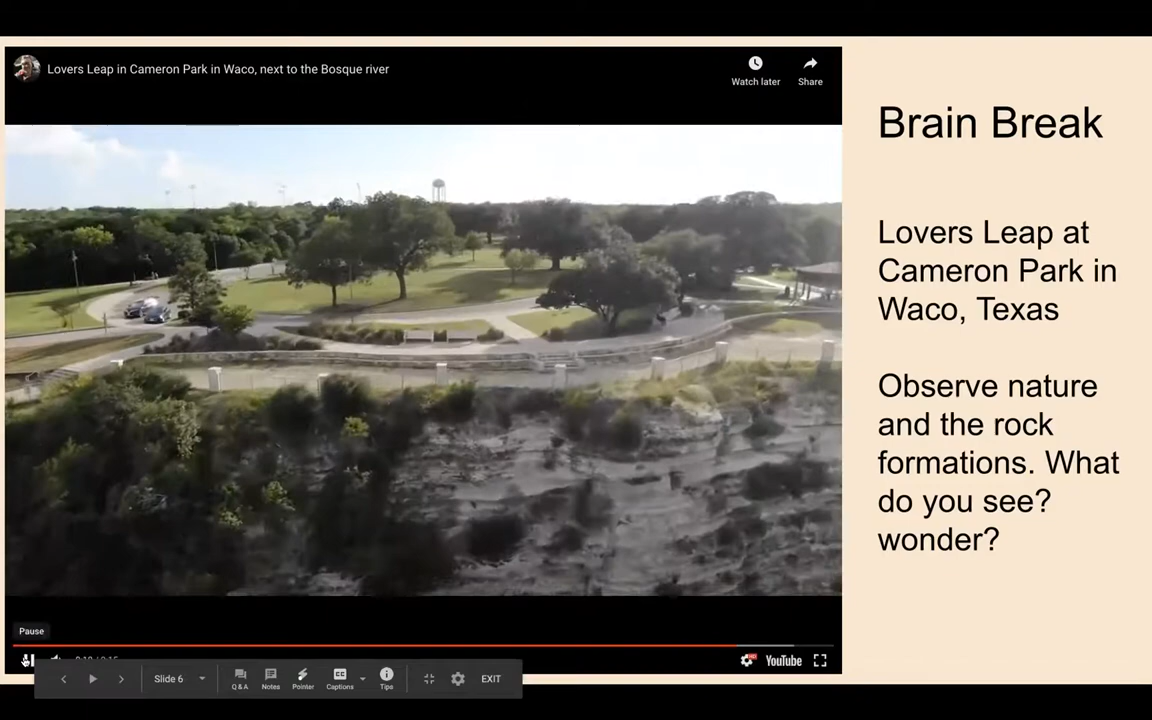 Lovers Leap in Cameron Park in Waco, next to the Bosque river
Watch later
Share
Brain Break
Lovers Leap at
Cameron Park in
Waco, Texas
Observe nature
and the rock
formations. What
do you see?
wonder?
Pause
YouTube
Slide 6
Q & A
Notes
Pointer
CC
Captions
Tips
EXIT